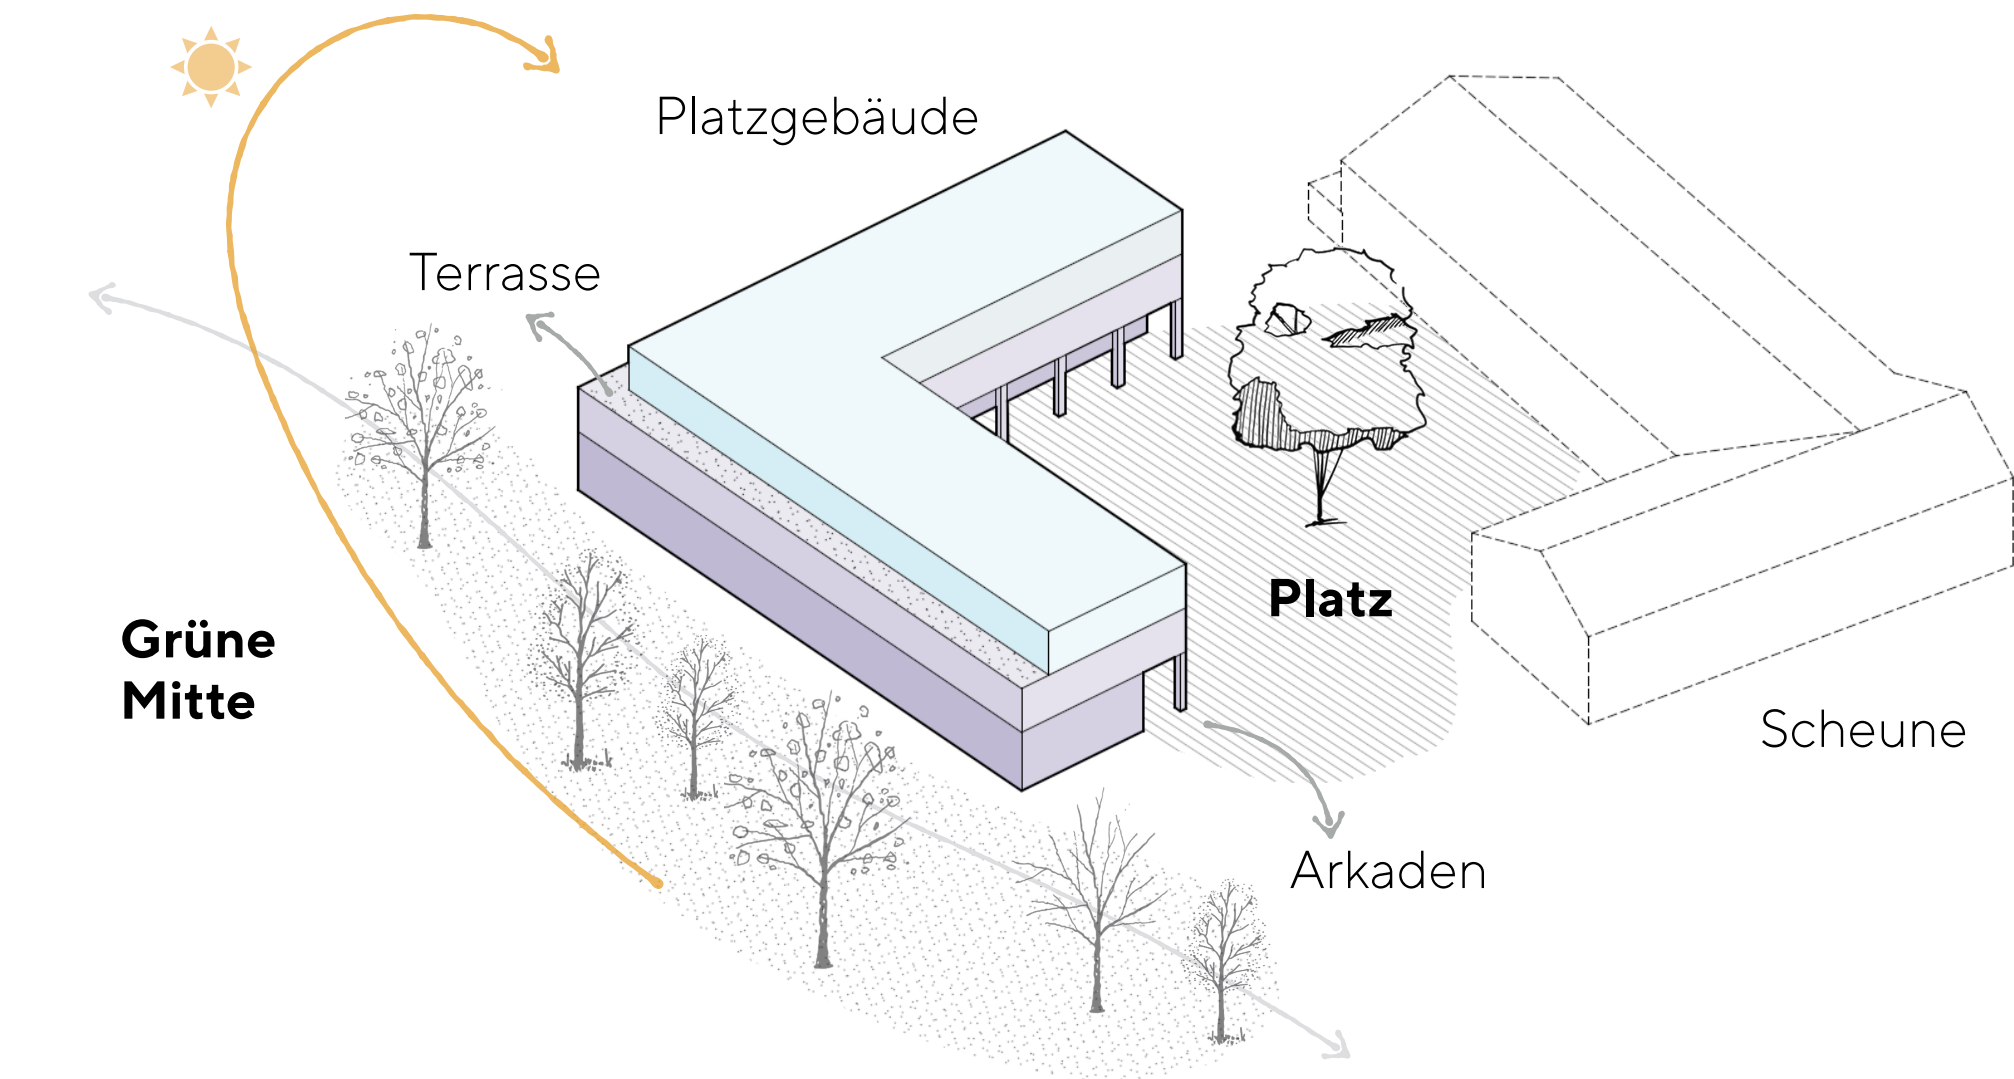 Platzgebäude
Terrasse
Grüne
Mitte
Platz
Scheune
Arkaden